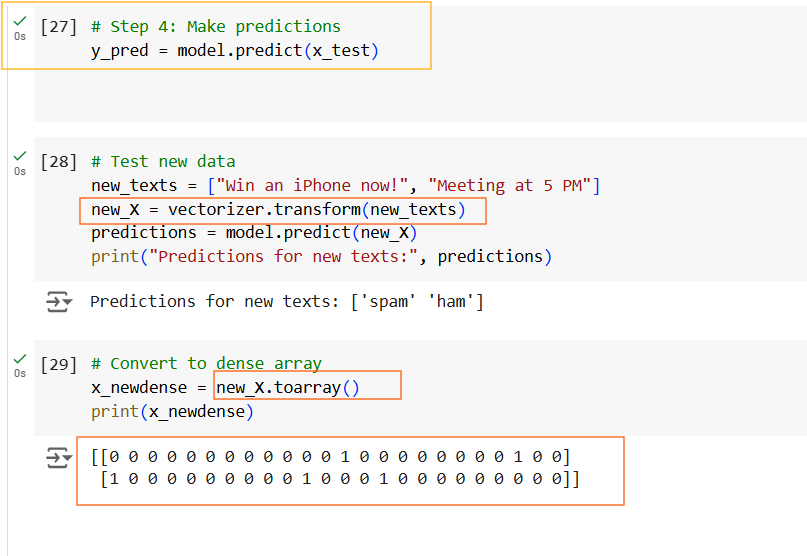 [27] # Step 4: Make predictions
0s
y_pred = model.predict(x_test)
[28] # Test new data
0s
new_texts = ["Win an iPhone now!", "Meeting at 5 PM"]
new_X = vectorizer.transform(new_texts)
predictions = model.predict(new_X)
print("Predictions for new texts:", predictions)
Predictions for new texts: ['spam' 'ham']
[29] # Convert to dense array
0s
x_newdense = new_X.toarray()
print(x_newdense)
[[0 0 0 0 0 0 0 0 0 0 0 0 1 0 0 0 0 0 0 0 0 1 0 0]
[1 0 0 0 0 0 0 0 0 0 1 0 0 0 1 0 0 0 0 0 0 0 0 0]]